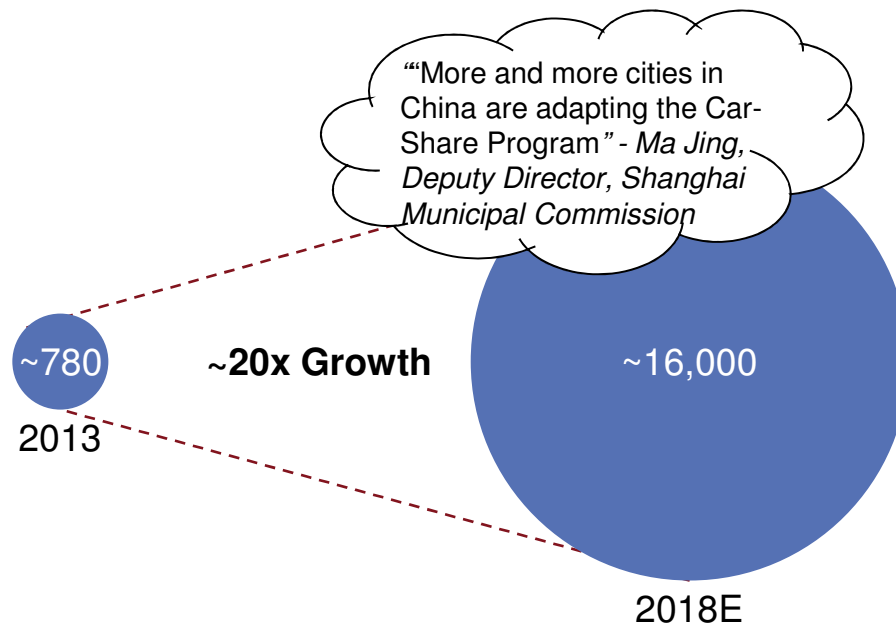 ““More and more cities in
China are adapting the Car-
Share Program” - Ma Jing,
Deputy Director, Shanghai
Municipal Commission
~780
~20x Growth
~16,000
2013
2018E